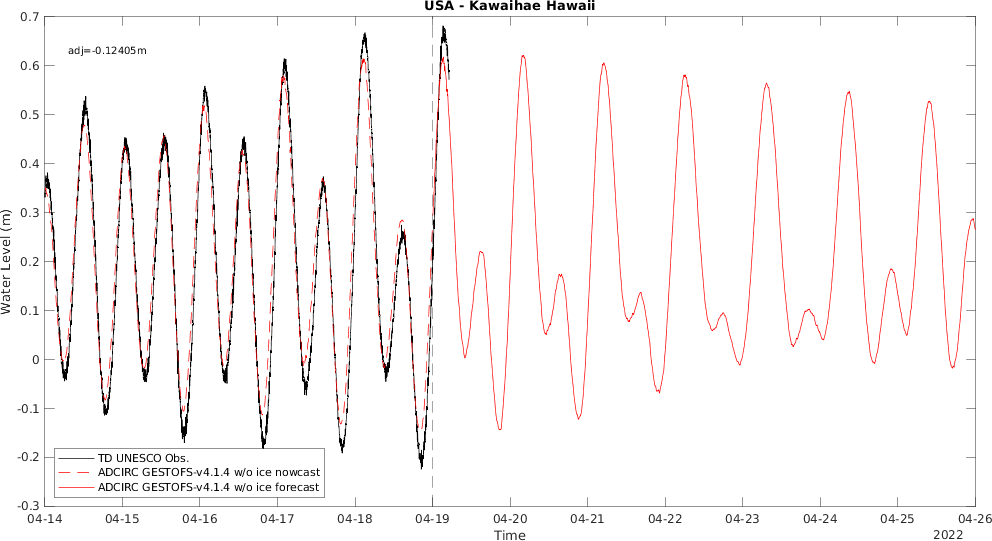 USA - Kawaihae Hawaii
adj=-0.12405m
0.7
0.6
0.5
0.4
0.3
0.2
0.1
0
-0.1
-0.2
-0.3
Water Level (m)
TD UNESCO Obs.
ADCIRC GESTOFS-v4.1.4 w/o ice nowcast
ADCIRC GESTOFS-v4.1.4 w/o ice forecast
04-14 04-15 04-16 04-17 04-18 04-19 04-20 04-21 04-22 04-23 04-24 04-25 04-26
Time
2022